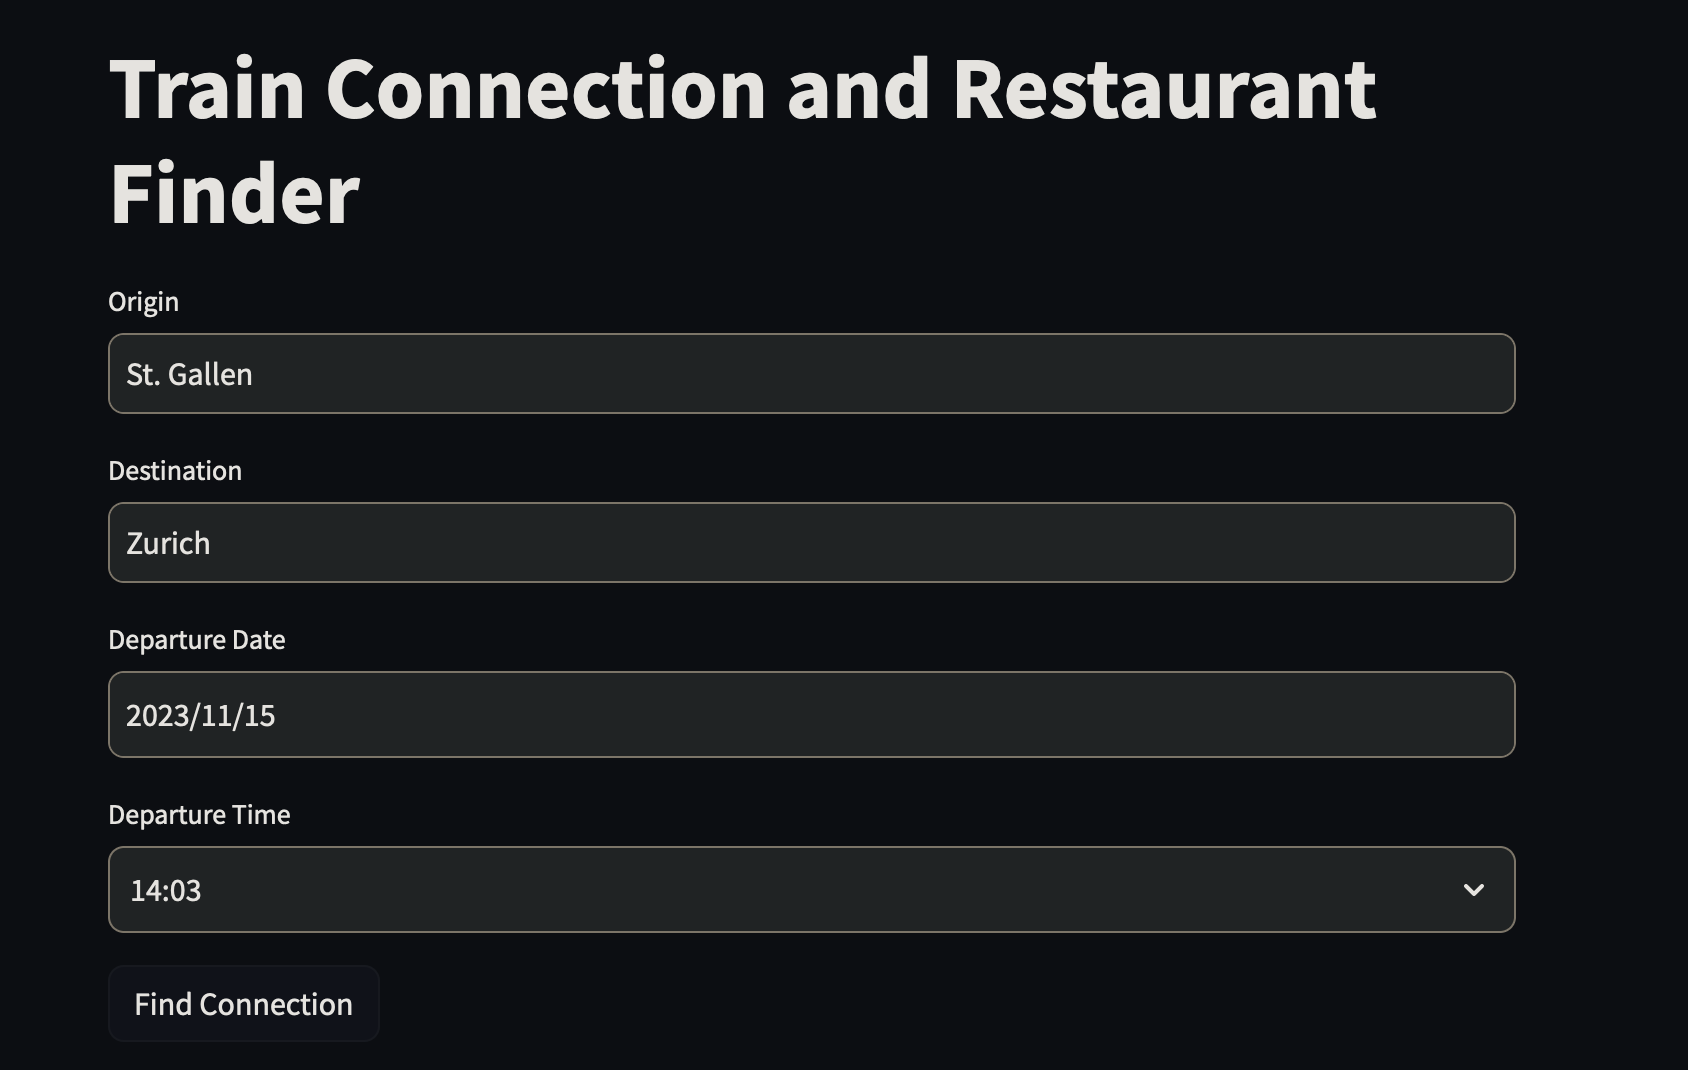 Train Connection and Restaurant
Finder
Origin
St. Gallen
Destination
Zurich
Departure Date
2023/11/15
Departure Time
14:03
Find Connection